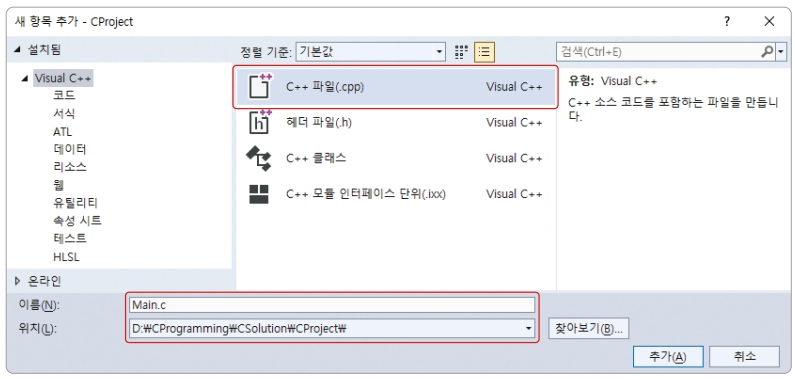 새 항목 추가 - CProject
? ×
설치됨
정렬 기준: 기본값
검색(Ctrl+E)
Visual C++
코드
서식
ATL
데이터
리소스
웹
유틸리티
속성 시트
테스트
HLSL
온라인
C++ 파일(.cpp) Visual C++
헤더 파일(.h) Visual C++
C++ 클래스 Visual C++
C++ 모듈 인터페이스 단위(.ixx) Visual C++
유형: Visual C++
C++ 소스 코드를 포함하는 파일을 만듭니
다.
이름(N): Main.c
위치(L): D:₩CProgramming₩CSolution₩CProject₩
찾아보기(B)...
추가(A) 취소